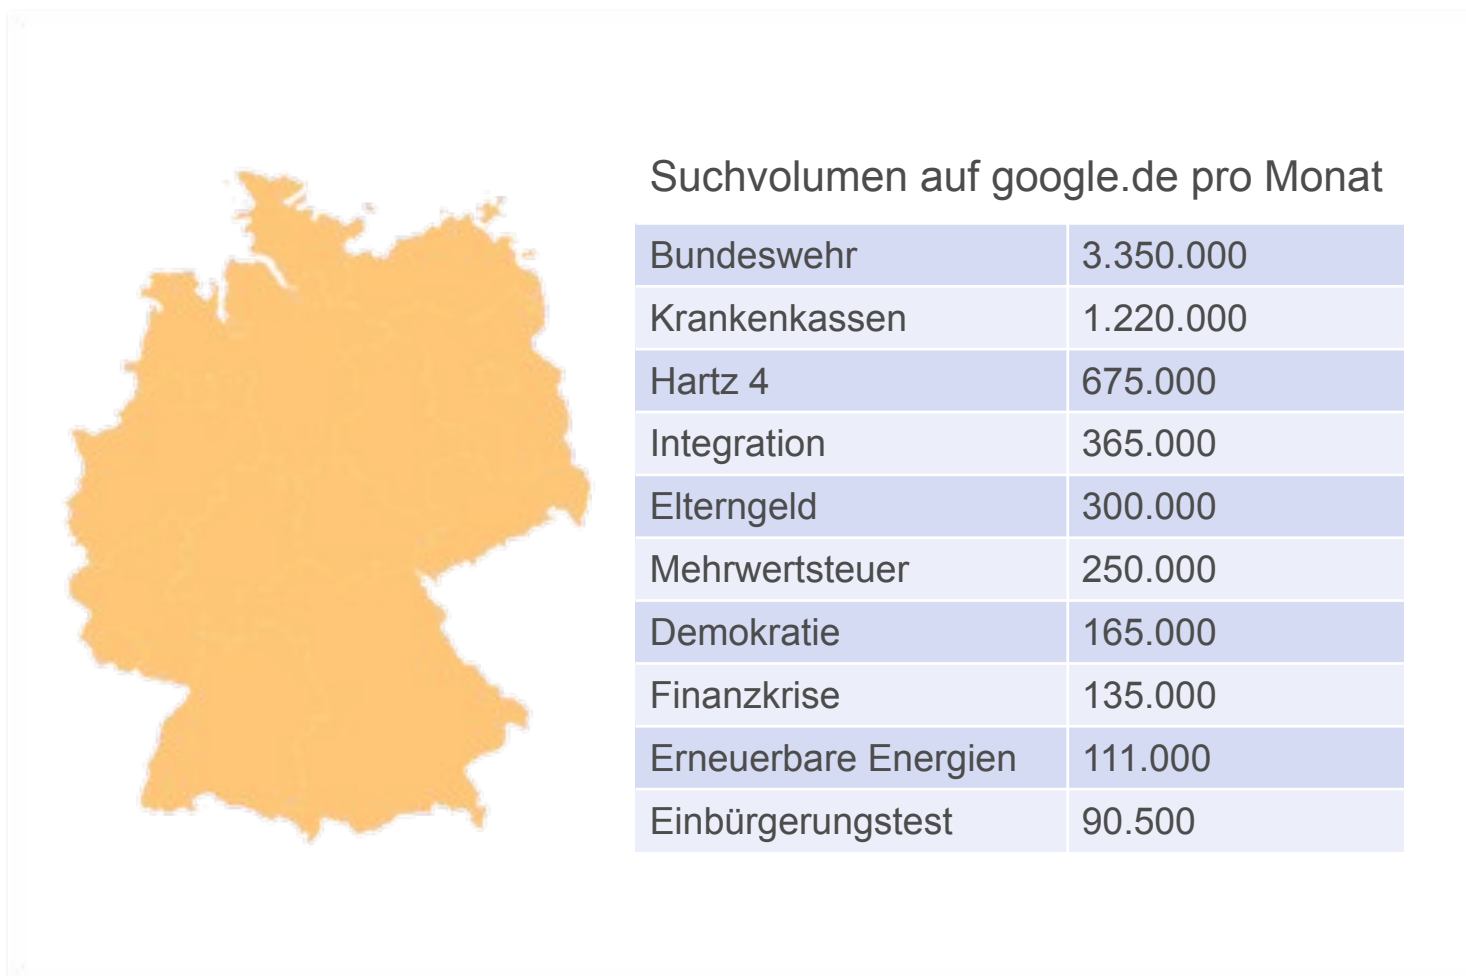 Suchvolumen auf google.de pro Monat
Bundeswehr 3.350.000
Krankenkassen 1.220.000
Hartz 4 675.000
Integration 365.000
Elterngeld 300.000
Mehrwertsteuer 250.000
Demokratie 165.000
Finanzkrise 135.000
Erneuerbare Energien 111.000
Einbürgerungstest 90.500